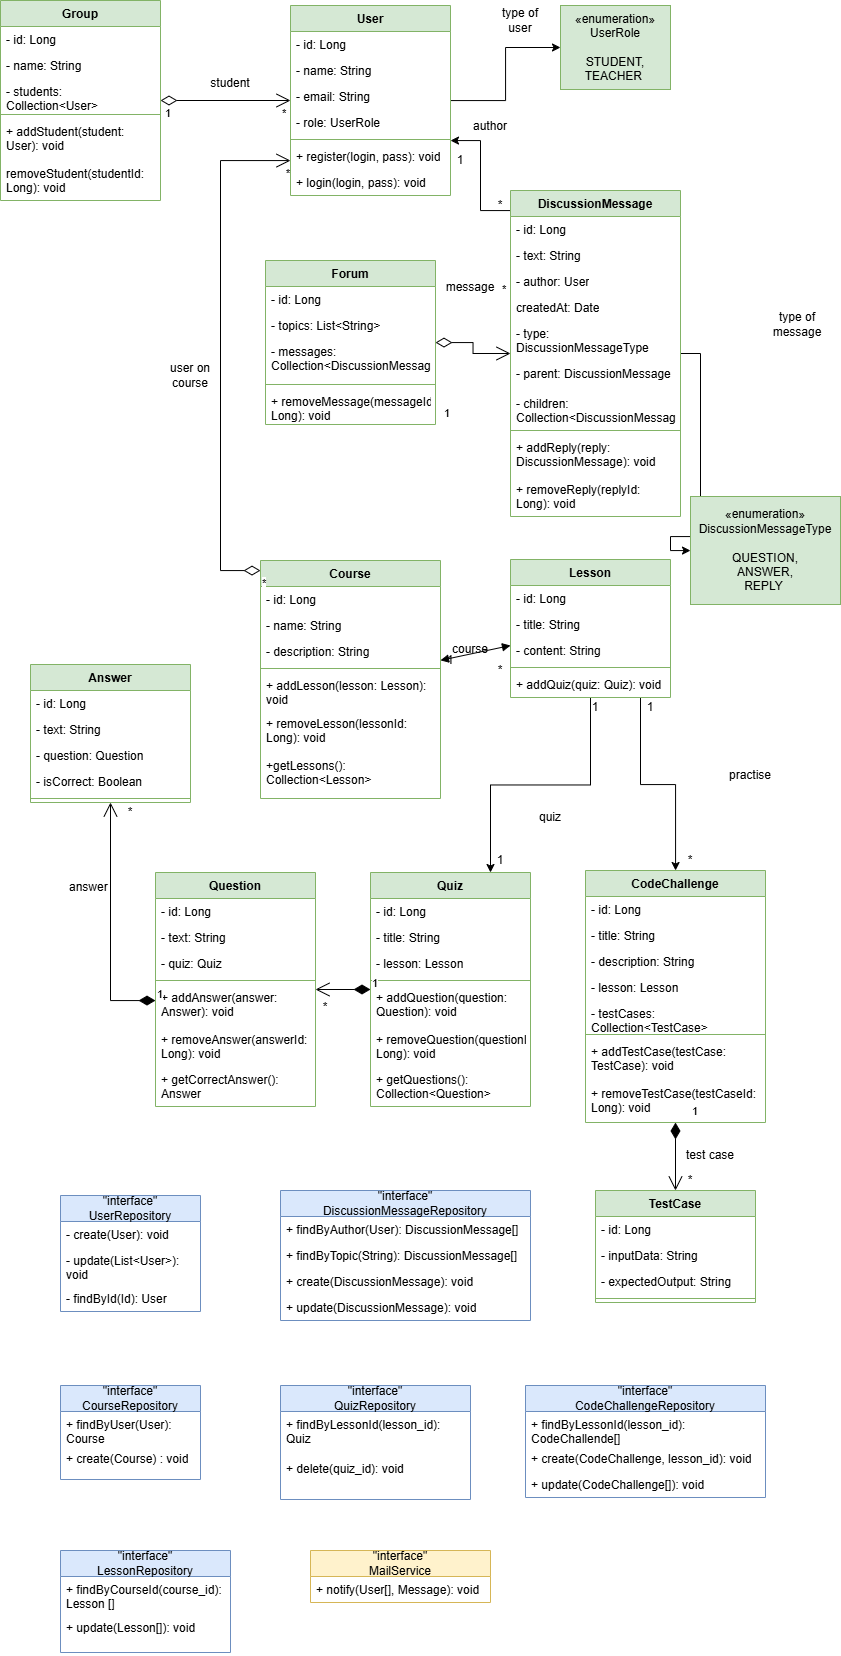 Group
- id: Long
- name: String
- students:
Collection<User>
+ addStudent(student:
User): void
removeStudent(studentId:
Long): void
student
1
*
User
- id: Long
- name: String
- email: String
- role: UserRole
+ register(login, pass): void
+ login(login, pass): void
*
type of
user
«enumeration»
UserRole
STUDENT,
TEACHER
author
1
*
DiscussionMessage
- id: Long
- text: String
- author: User
createdAt: Date
- type:
DiscussionMessageType
- parent: DiscussionMessage
- children:
Collection<DiscussionMessag
+ addReply(reply:
DiscussionMessage): void
+ removeReply(replyId:
Long): void
Forum
- id: Long
- topics: List<String>
- messages:
Collection<DiscussionMessag
+ removeMessage(messageId
Long): void
message
*
1
type of
message
user on
course
«enumeration»
DiscussionMessageType
QUESTION,
ANSWER,
REPLY
*
Course
- id: Long
- name: String
- description: String
+ addLesson(lesson: Lesson):
void
+ removeLesson(lessonId:
Long): void
+getLessons():
Collection<Lesson>
course
1
*
Lesson
- id: Long
- title: String
- content: String
+ addQuiz(quiz: Quiz): void
1
1
Answer
- id: Long
- text: String
- question: Question
- isCorrect: Boolean
*
answer
quiz
1
practise
*
Question
- id: Long
- text: String
- quiz: Quiz
1
+ addAnswer(answer:
Answer): void
+ removeAnswer(answerId:
Long): void
+ getCorrectAnswer():
Answer
*
1
Quiz
- id: Long
- title: String
- lesson: Lesson
+ addQuestion(question:
Question): void
+ removeQuestion(questionI
Long): void
+ getQuestions():
Collection<Question>
CodeChallenge
- id: Long
- title: String
- description: String
- lesson: Lesson
- testCases:
Collection<TestCase>
+ addTestCase(testCase:
TestCase): void
+ removeTestCase(testCaseId:
Long): void
1
test case
*
TestCase
- id: Long
- inputData: String
- expectedOutput: String
"interface"
UserRepository
- create(User): void
- update(List<User>):
void
- findById(Id): User
"interface"
DiscussionMessageRepository
+ findByAuthor(User): DiscussionMessage[]
+ findByTopic(String): DiscussionMessage[]
+ create(DiscussionMessage): void
+ update(DiscussionMessage): void
"interface"
CourseRepository
+ findByUser(User):
Course
+ create(Course) : void
"interface"
QuizRepository
+ findByLessonId(lesson_id):
Quiz
+ delete(quiz_id): void
"interface"
CodeChallengeRepository
+ findByLessonId(lesson_id):
CodeChallende[]
+ create(CodeChallenge, lesson_id): void
+ update(CodeChallenge[]): void
"interface"
LessonRepository
+ findByCourseId(course_id):
Lesson []
+ update(Lesson[]): void
"interface"
MailService
+ notify(User[], Message): void